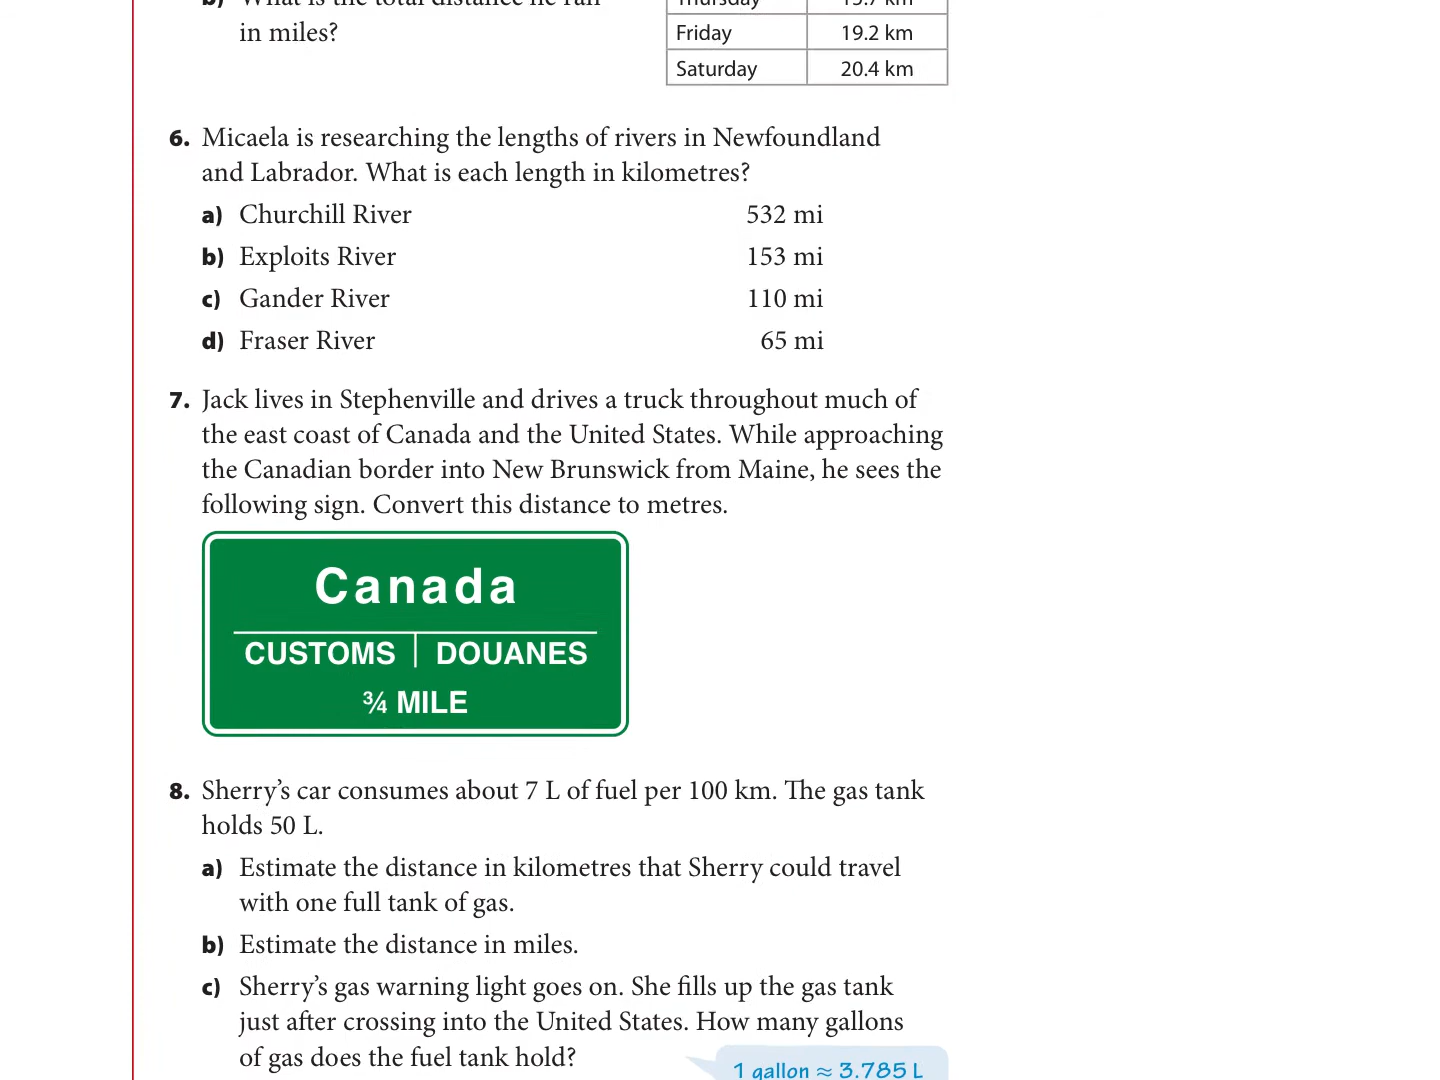 in miles?
Friday 19.2 km
Saturday 20.4 km
6. Micaela is researching the lengths of rivers in Newfoundland
and Labrador. What is each length in kilometres?
a) Churchill River 532 mi
b) Exploits River 153 mi
c) Gander River 110 mi
d) Fraser River 65 mi
7. Jack lives in Stephenville and drives a truck throughout much of
the east coast of Canada and the United States. While approaching
the Canadian border into New Brunswick from Maine, he sees the
following sign. Convert this distance to metres.
Canada
CUSTOMS DOUANES
¾ MILE
8. Sherry’s car consumes about 7 L of fuel per 100 km. The gas tank
holds 50 L.
a) Estimate the distance in kilometres that Sherry could travel
with one full tank of gas.
b) Estimate the distance in miles.
c) Sherry’s gas warning light goes on. She fills up the gas tank
just after crossing into the United States. How many gallons
of gas does the fuel tank hold?
1 gallon ≈ 3.785 L